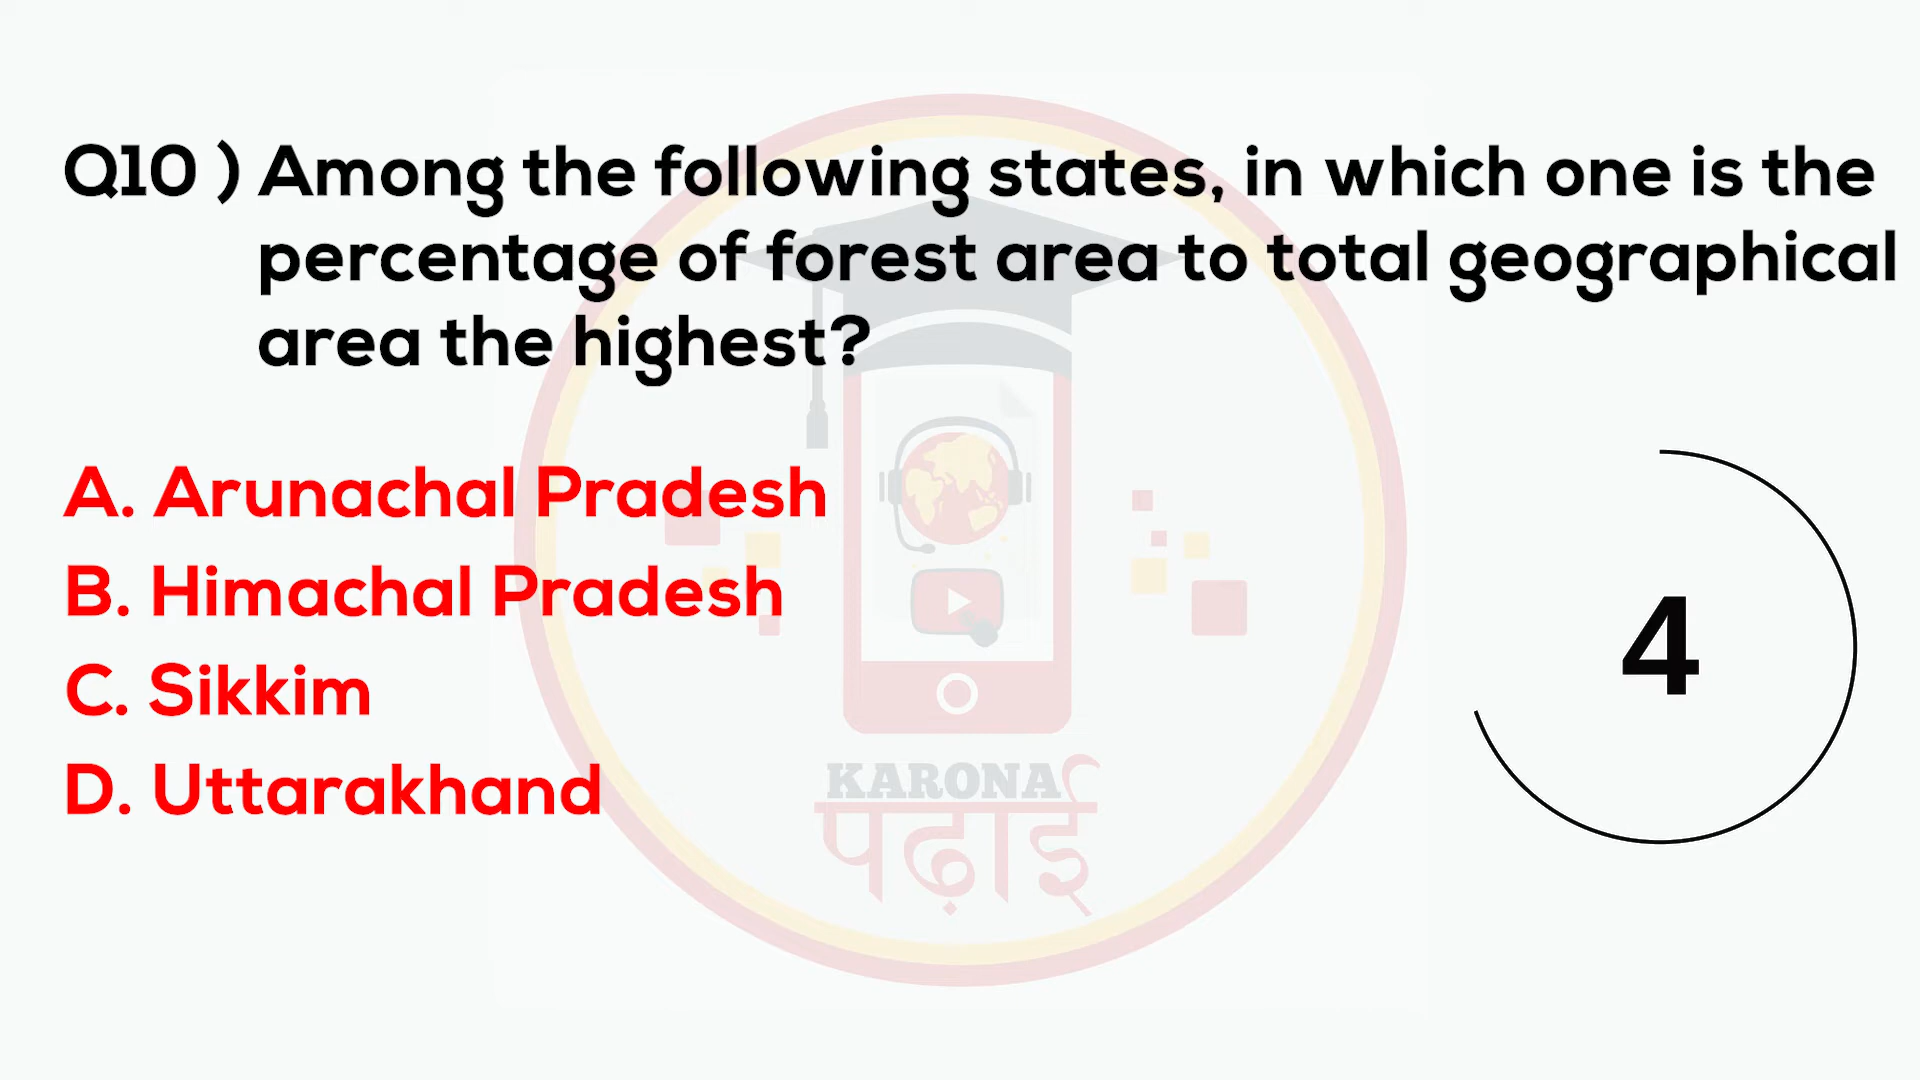 Q10 ) Among the following states, in which one is the
percentage of forest area to total geographical
area the highest?
A. Arunachal Pradesh
B. Himachal Pradesh
C. Sikkim
D. Uttarakhand
4
KARONA
पढ़ाई